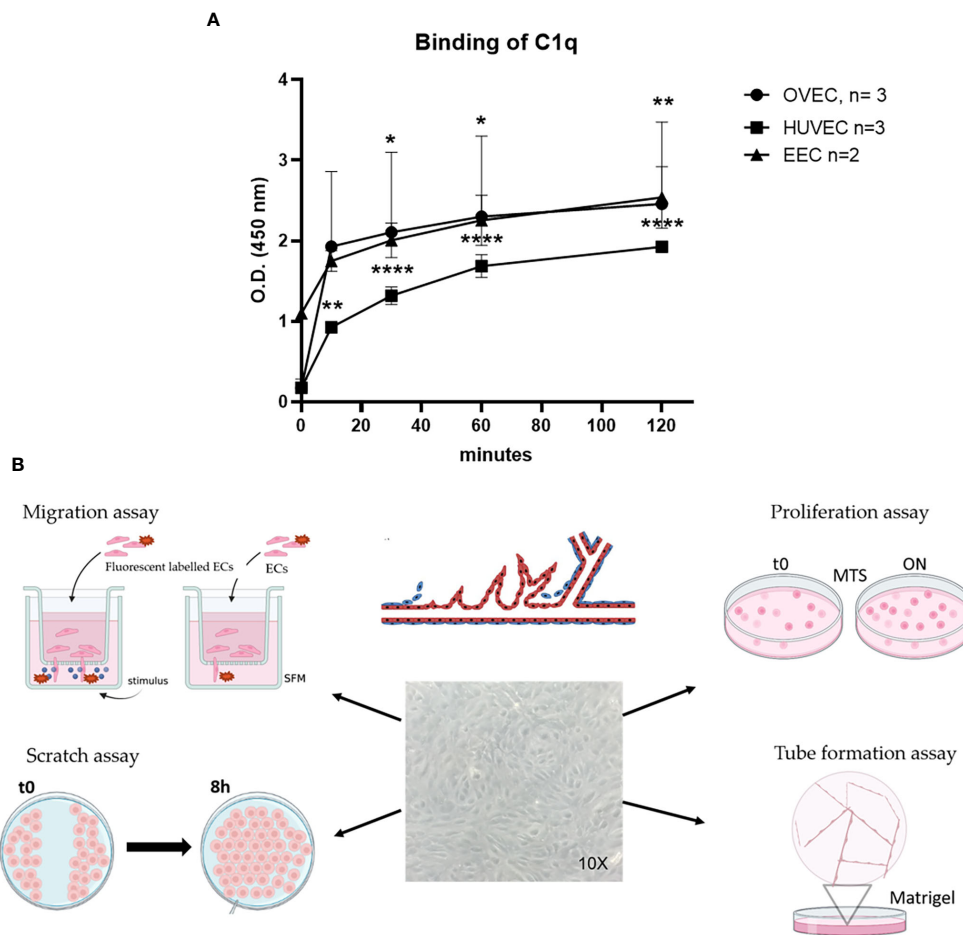 A
Binding of C1q
O.D. (450 nm)
4
3
2
1
0
* * **
**** **** ****
**
0 20 40 60 80 100 120
minutes
OVEC, n= 3
HUVEC n=3
EEC n=2
B
Migration assay
Fluorescent labelled ECs
ECs
stimulus
SFM
Proliferation assay
t0 MTS ON
Scratch assay
t0 8h
10X
Tube formation assay
Matrigel